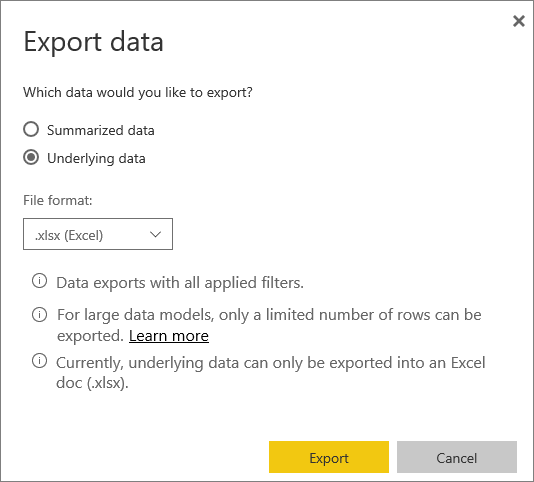 Export data
Which data would you like to export?
Summarized data
Underlying data
File format:
.xlsx (Excel)
Data exports with all applied filters.
For large data models, only a limited number of rows can be
exported. Learn more
Currently, underlying data can only be exported into an Excel
doc (.xlsx).
Export Cancel